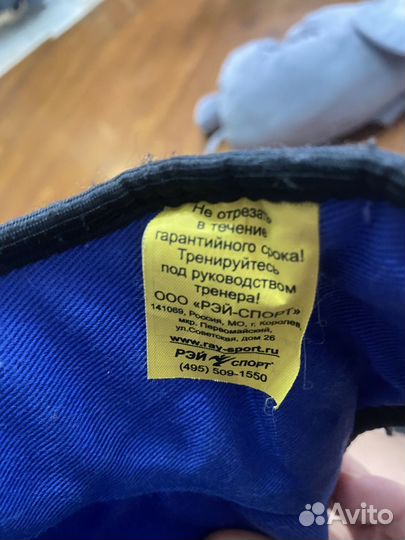 Не отрезать
в течение
гарантийного срока!
Тренируйтесь
под руководством
тренера!
ООО «РЭЙ-СПОРТ»
141069, Россия, МО, г. Королев,
мкр. Первомайский,
ул.Советская, дом 26
www.ray-sport.ru
РЭЙ СПОРТ
(495) 509-1550
Avito